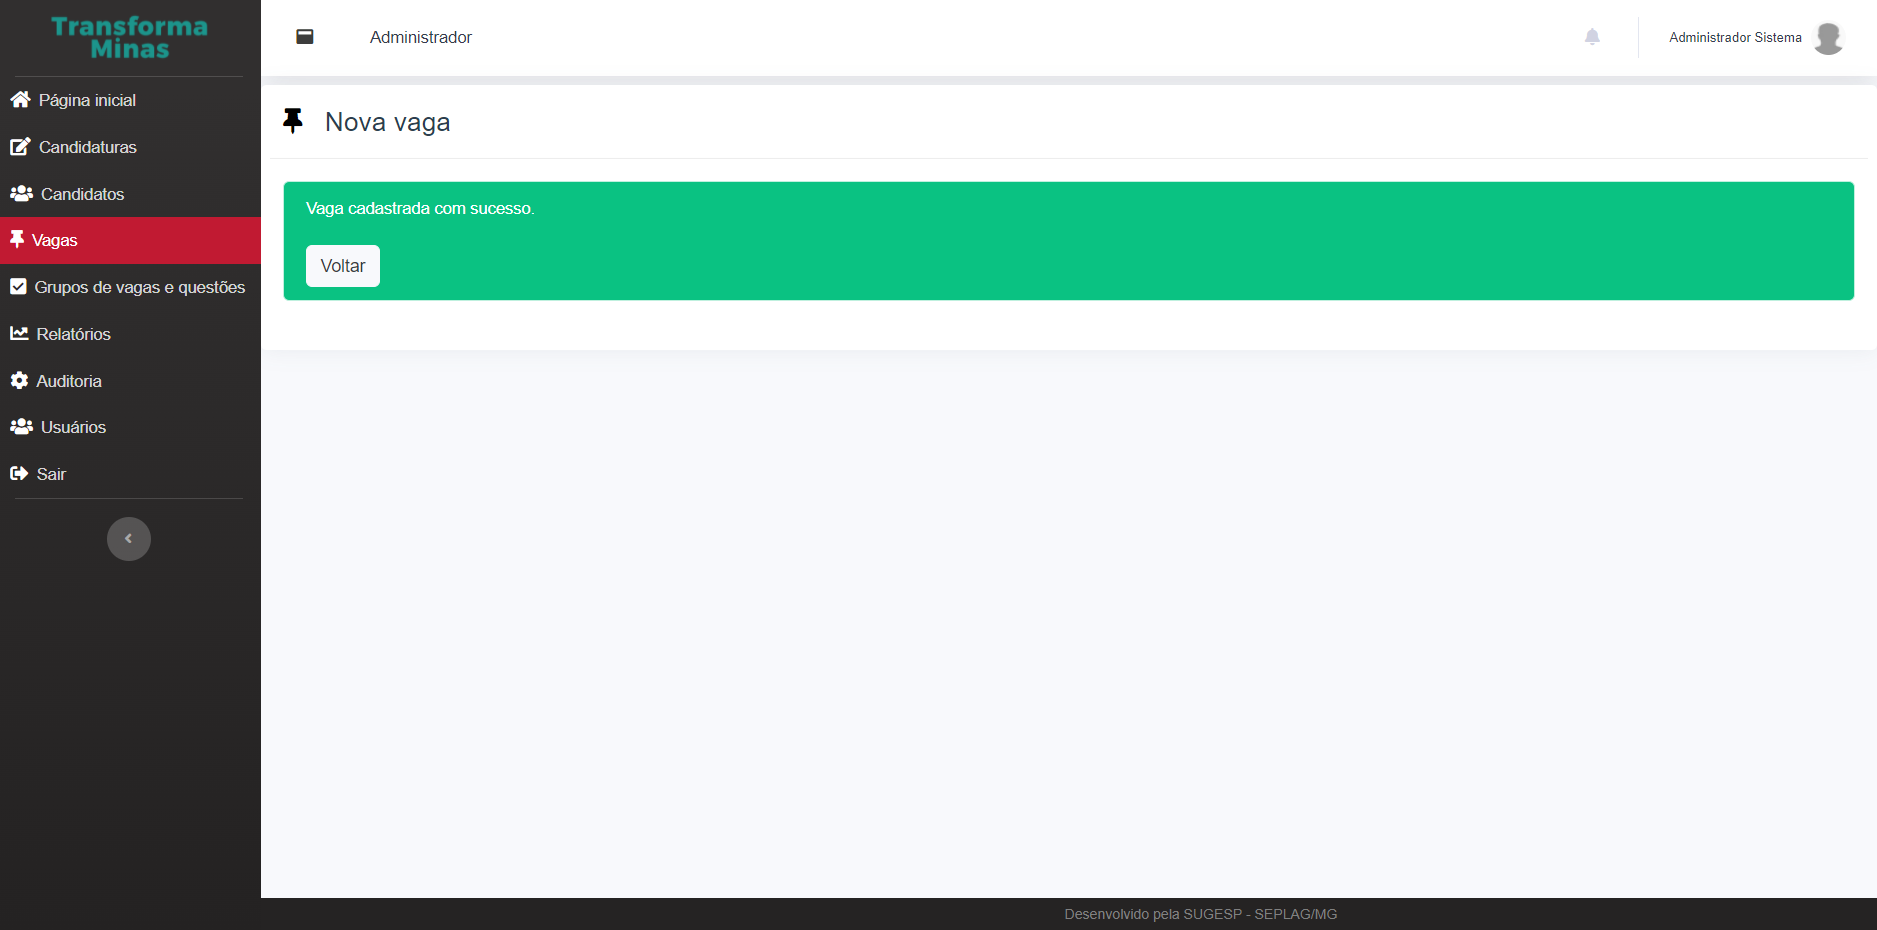 Transforma
Minas
Página inicial
Candidaturas
Candidatos
Vagas
Grupos de vagas e questões
Relatórios
Auditoria
Usuários
Sair
Administrador
Administrador Sistema
Nova vaga
Vaga cadastrada com sucesso.
Voltar
Desenvolvido pela SUGESP - SEPLAG/MG